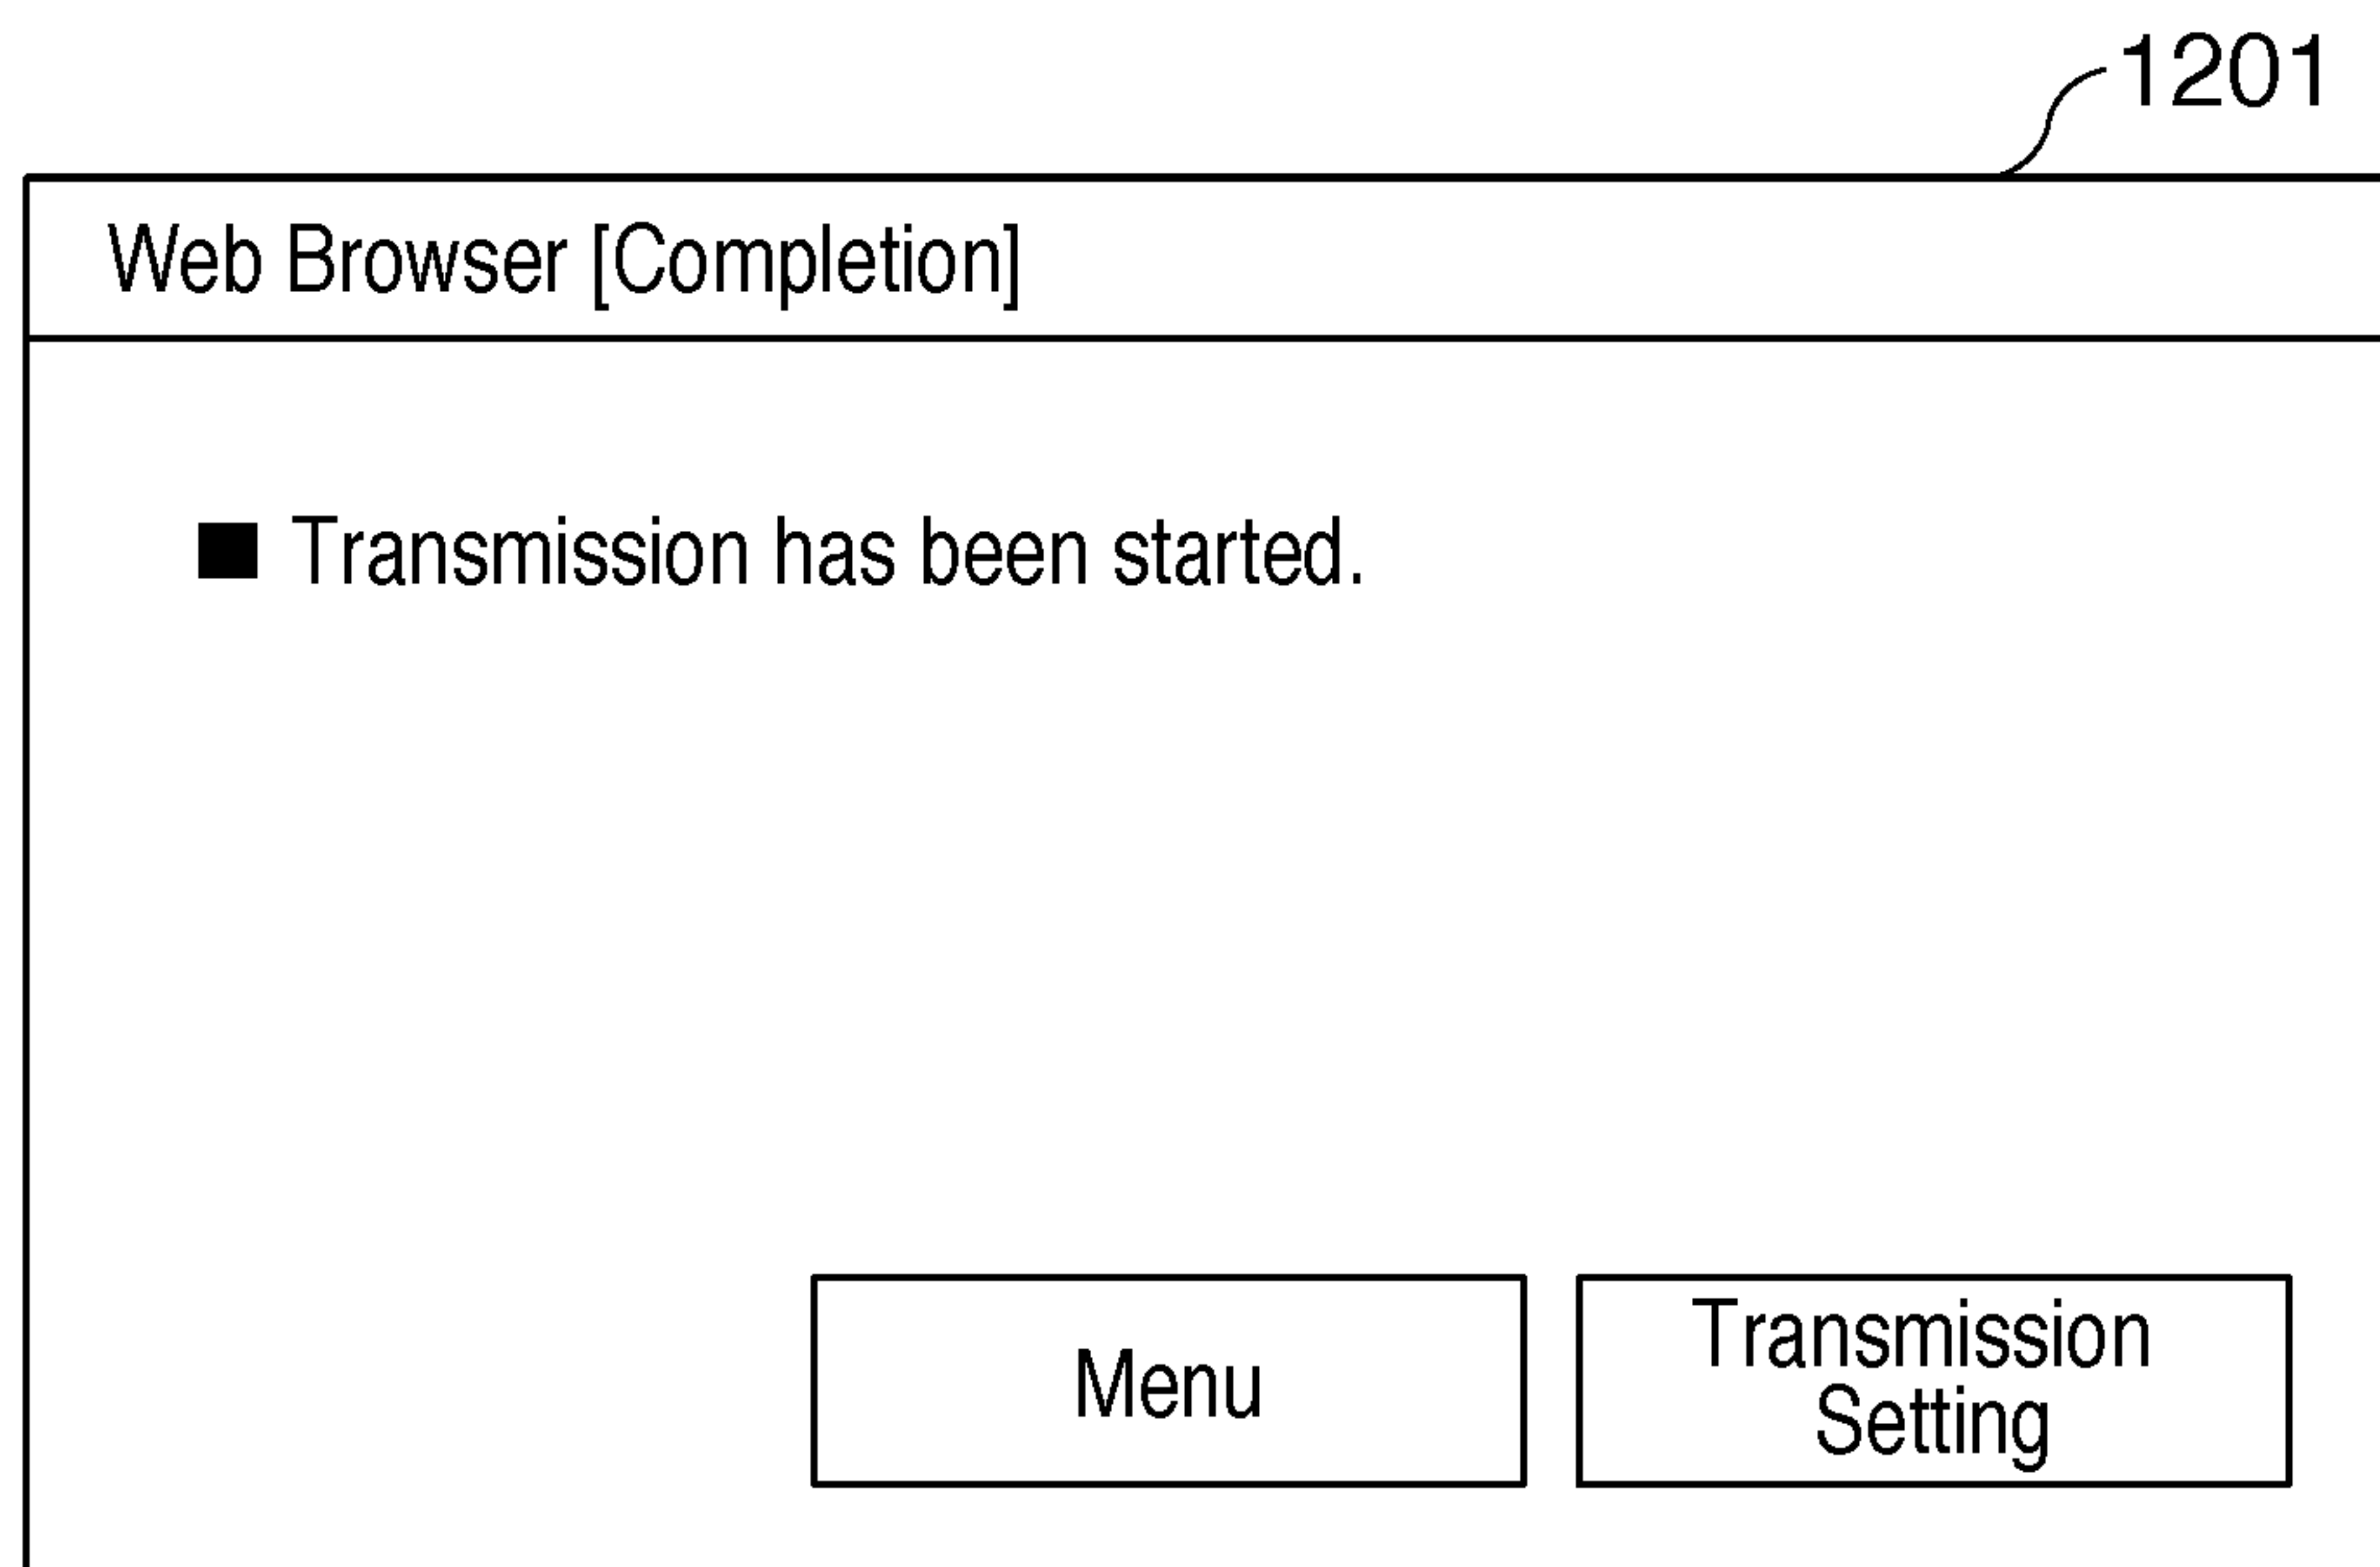 1201
Web Browser [Completion]
■ Transmission has been started.
Menu
Transmission
Setting